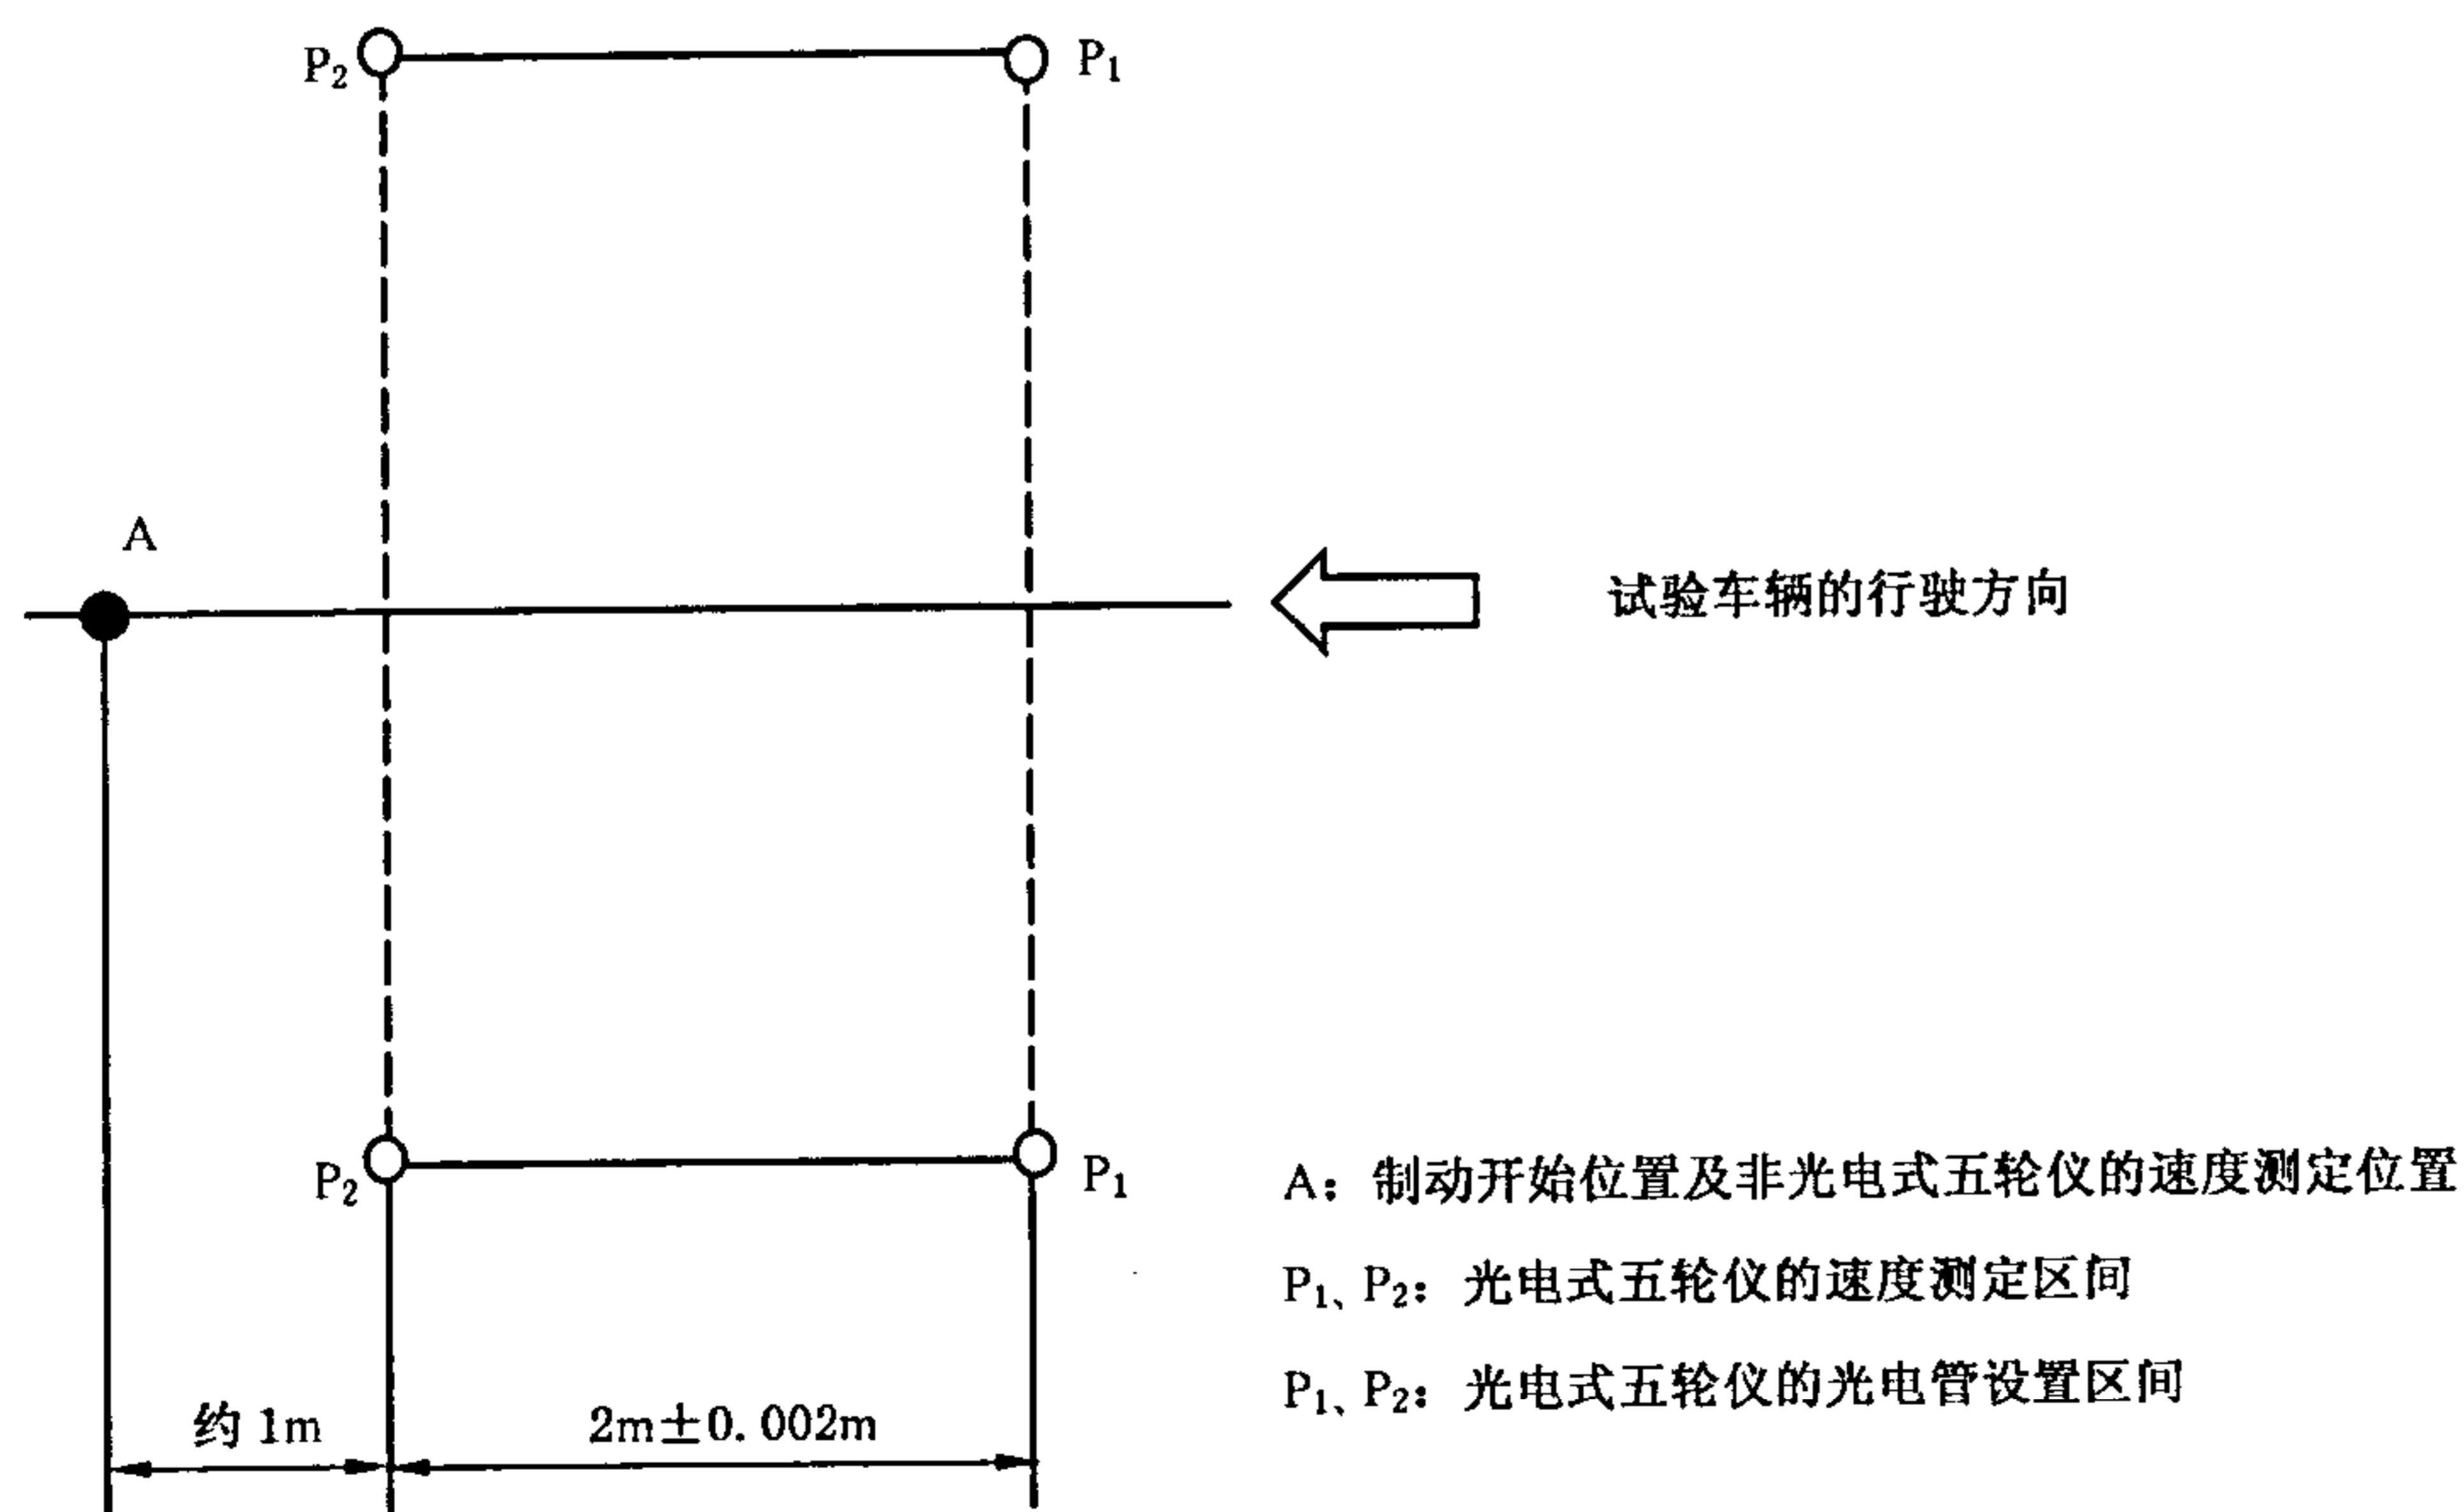 P₂
P₁
A
试验车辆的行驶方向
P₂
P₁
A：制动开始位置及非光电式五轮仪的速度测定位置
P₁、P₂：光电式五轮仪的速度测定区间
P₁、P₂：光电式五轮仪的光电管设置区间
约 1m
2m±0.002m